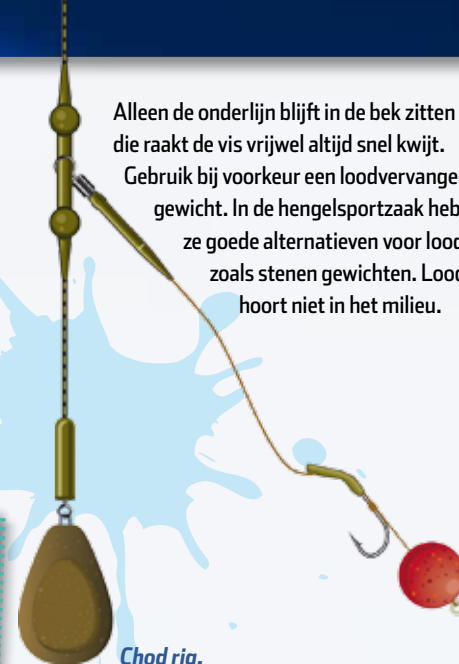 Alleen de onderlijn blijft in de bek zitten
die raakt de vis vrijwel altijd snel kwijt.
Gebruik bij voorkeur een loodvervange
gewicht. In de hengelsportzaak heb
ze goede alternatieven voor lood
zoals stenen gewichten. Lood
hoort niet in het milieu.
Chod rig.